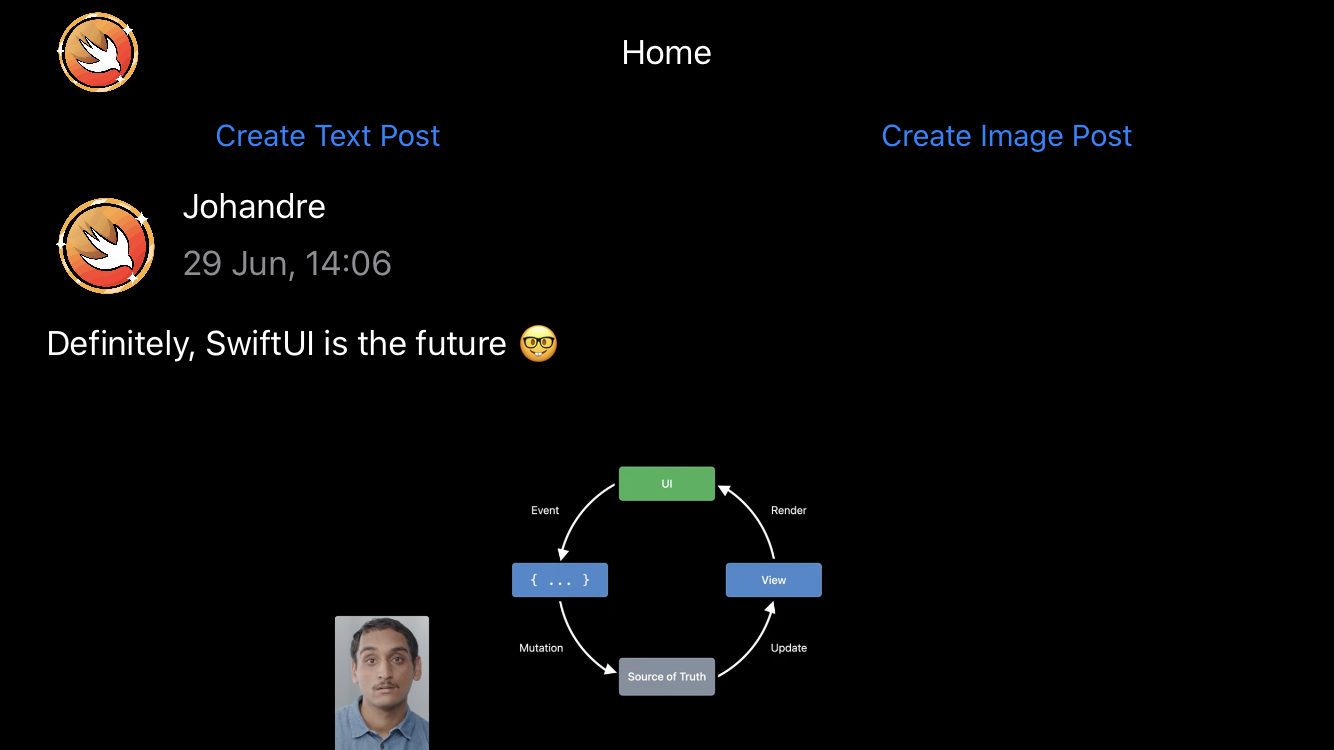 Home
Create Text Post Create Image Post
Johandre
29 Jun, 14:06
Definitely, SwiftUI is the future 🤓
UI
Event Render
{ ... } View
Mutation Update
Source of Truth